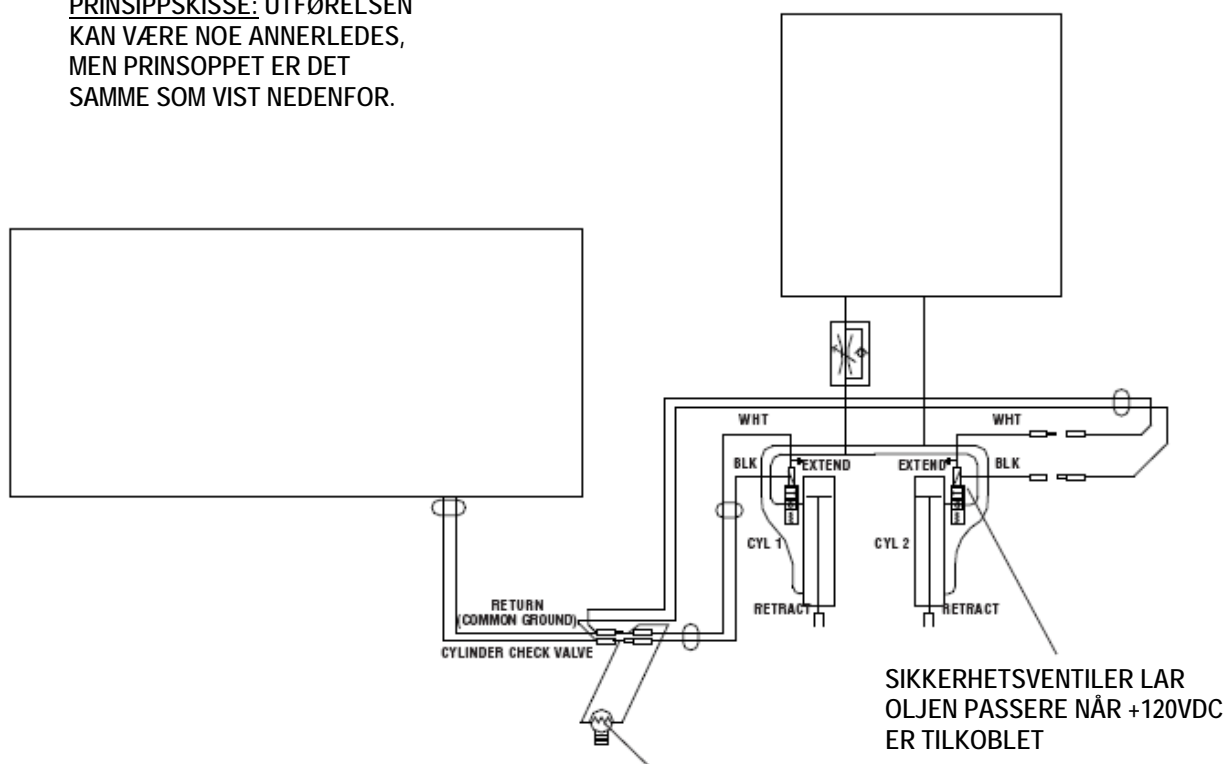 PRINSIPPSKISSE: UTFØRELSEN
KAN VÆRE NOE ANNERLEDES,
MEN PRINSOPPET ER DET
SAMME SOM VIST NEDENFOR.
WHT
WHT
BLK
EXTEND
EXTEND
BLK
CYL 1
CYL 2
RETRACT
RETRACT
RETURN
(COMMON GROUND)
CYLINDER CHECK VALVE
SIKKERHETSVENTILER LAR
OLJEN PASSERE NÅR +120VDC
ER TILKOBLET